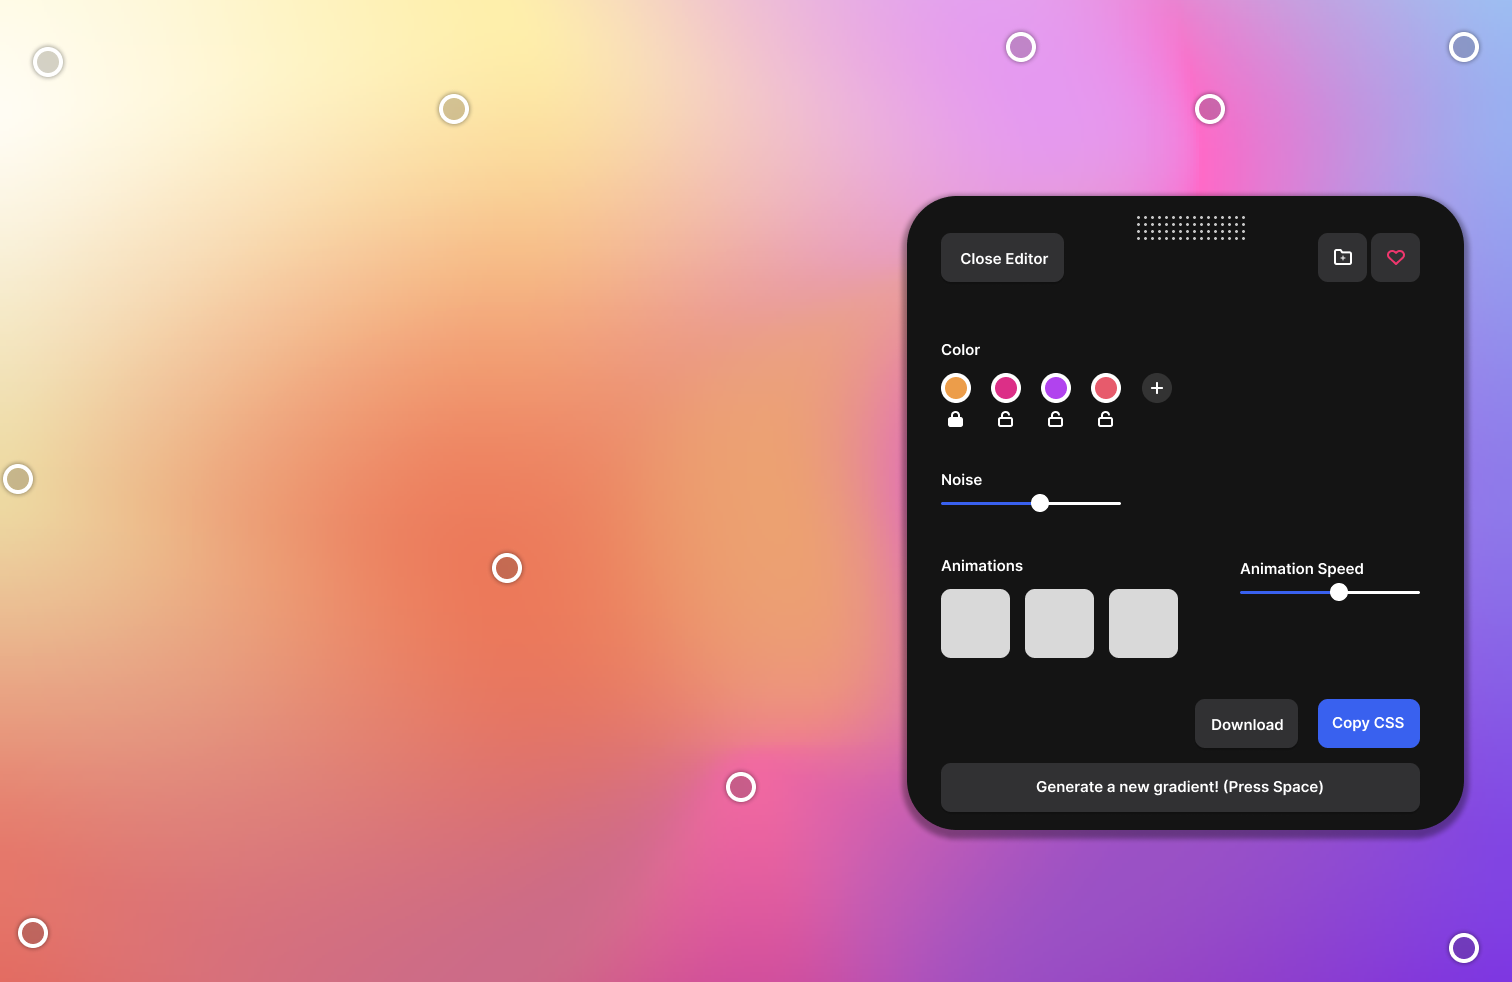 Close Editor
Color
Noise
Animations
Animation Speed
Download
Copy CSS
Generate a new gradient! (Press Space)